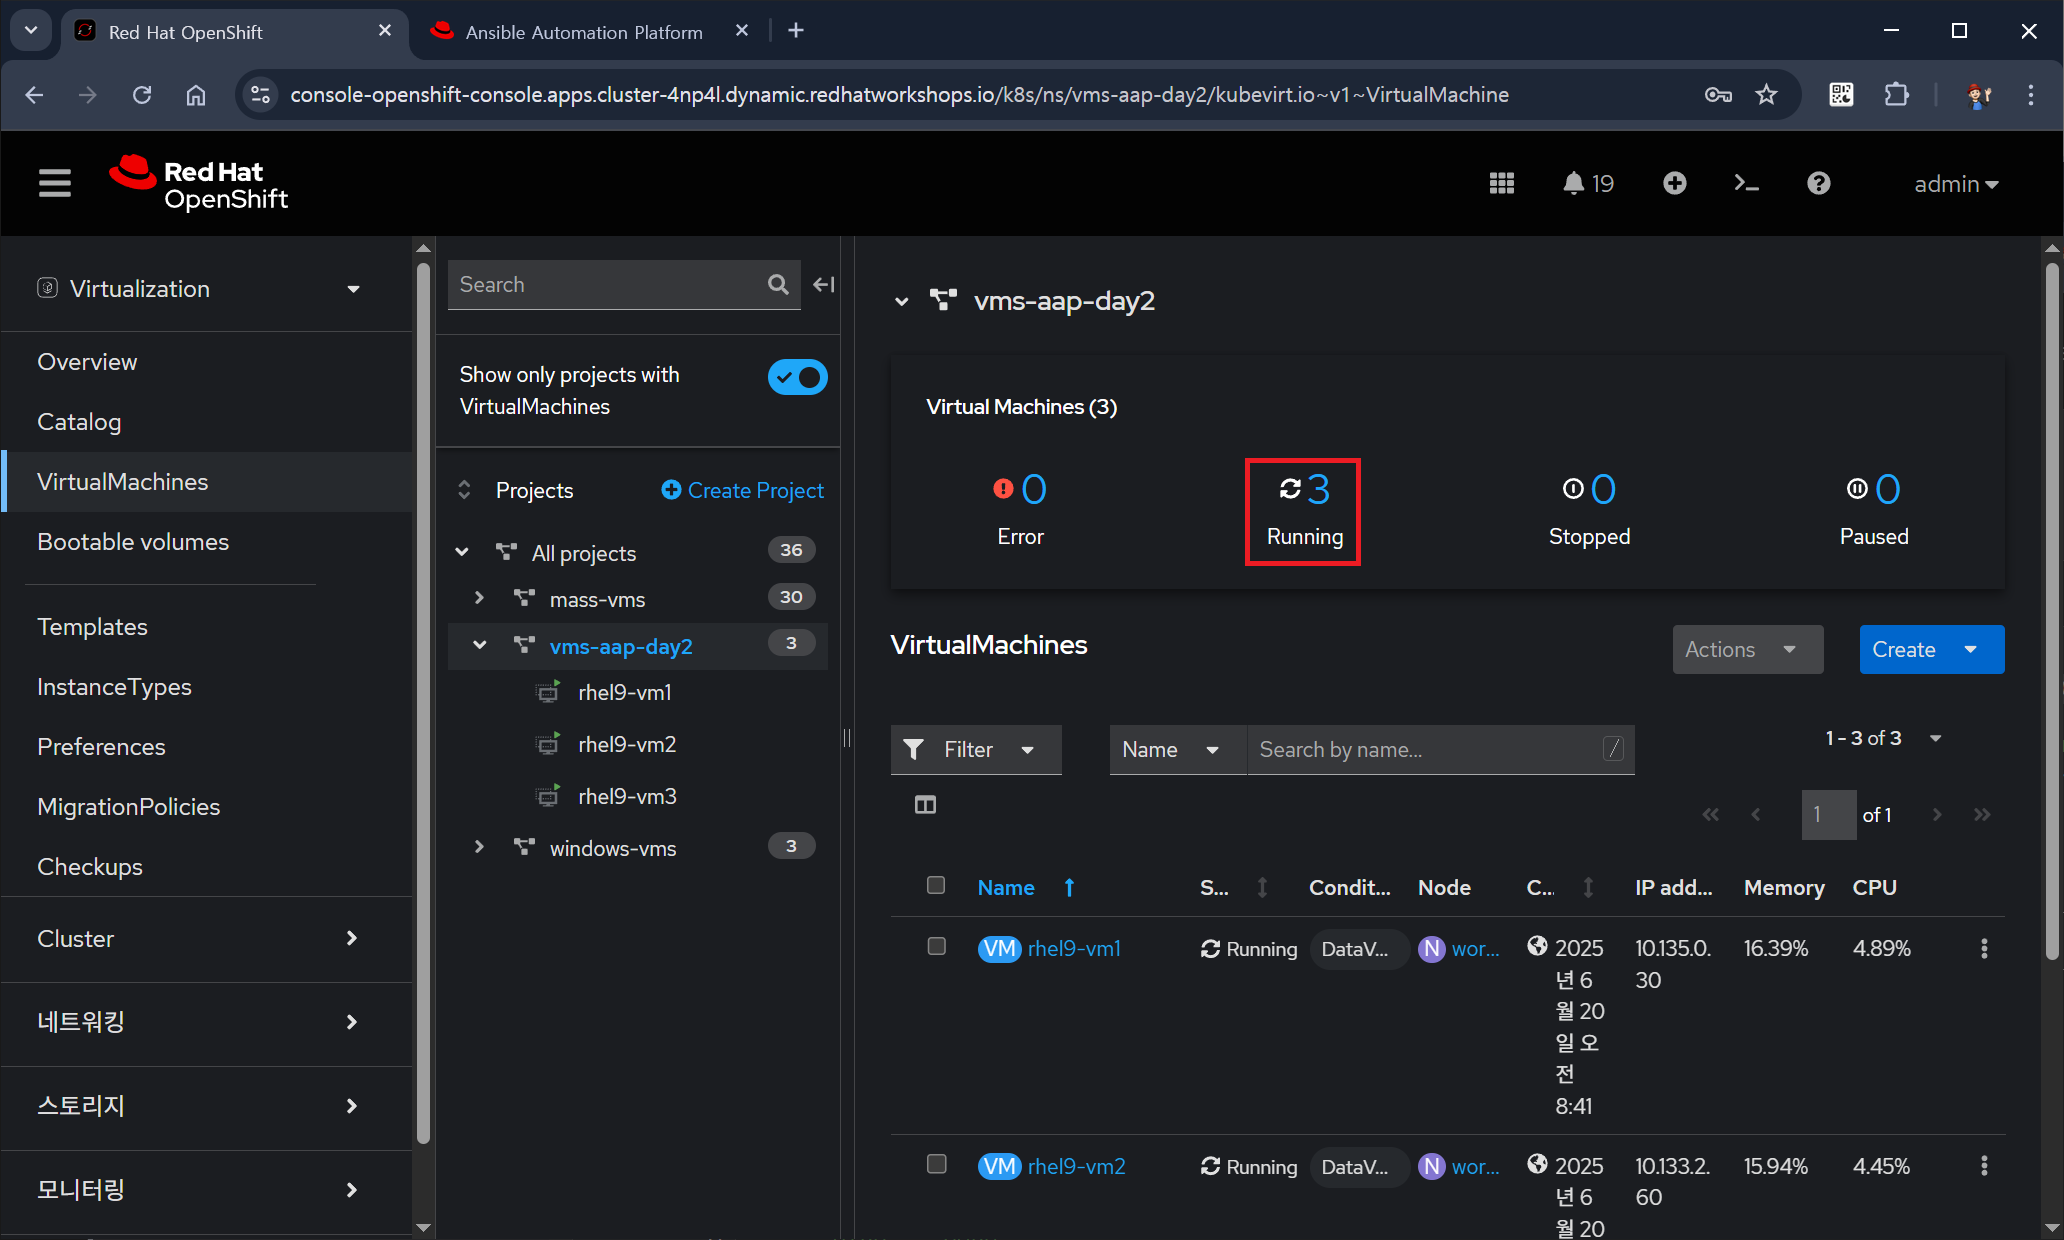 Red Hat OpenShift
Ansible Automation Platform
console-openshift-console.apps.cluster-4np4l.dynamic.redhatworkshops.io/k8s/ns/vms-aap-day2/kubevirt.io~v1~VirtualMachine
Red Hat
OpenShift
19
admin
Virtualization
Overview
Catalog
VirtualMachines
Bootable volumes
Templates
InstanceTypes
Preferences
MigrationPolicies
Checkups
Cluster
네트워킹
스토리지
모니터링
Search
Show only projects with
VirtualMachines
Projects
Create Project
All projects 36
mass-vms 30
vms-aap-day2 3
rhel9-vm1
rhel9-vm2
rhel9-vm3
windows-vms 3
vms-aap-day2
Virtual Machines (3)
0
Error
3
Running
0
Stopped
0
Paused
VirtualMachines
Actions
Create
Filter
Name
Search by name...
/
1 - 3 of 3
1 of 1
Name S... Condit... Node C... IP add... Memory CPU
VM rhel9-vm1 Running DataV... N wor... 2025 10.135.0. 16.39% 4.89%
년 6 30
월 20
일 오
전
8:41
VM rhel9-vm2 Running DataV... N wor... 2025 10.133.2. 15.94% 4.45%
년 6 60
월 20